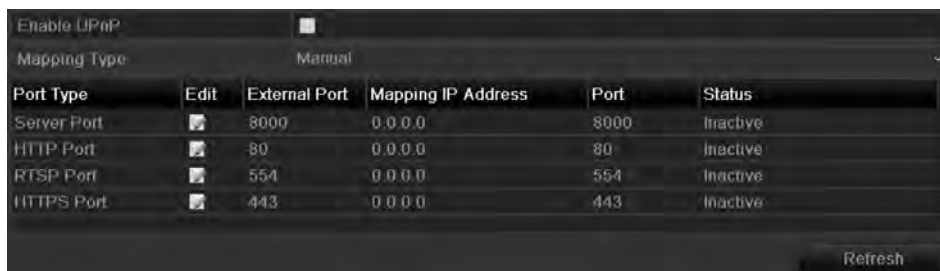 Enable UPnP
Mapping Type Manual
Port Type Edit External Port Mapping IP Address Port Status
Server Port 8000 0.0.0.0 8000 Inactive
HTTP Port 80 0.0.0.0 80 Inactive
RTSP Port 554 0.0.0.0 554 Inactive
HTTPS Port 443 0.0.0.0 443 Inactive
Refresh